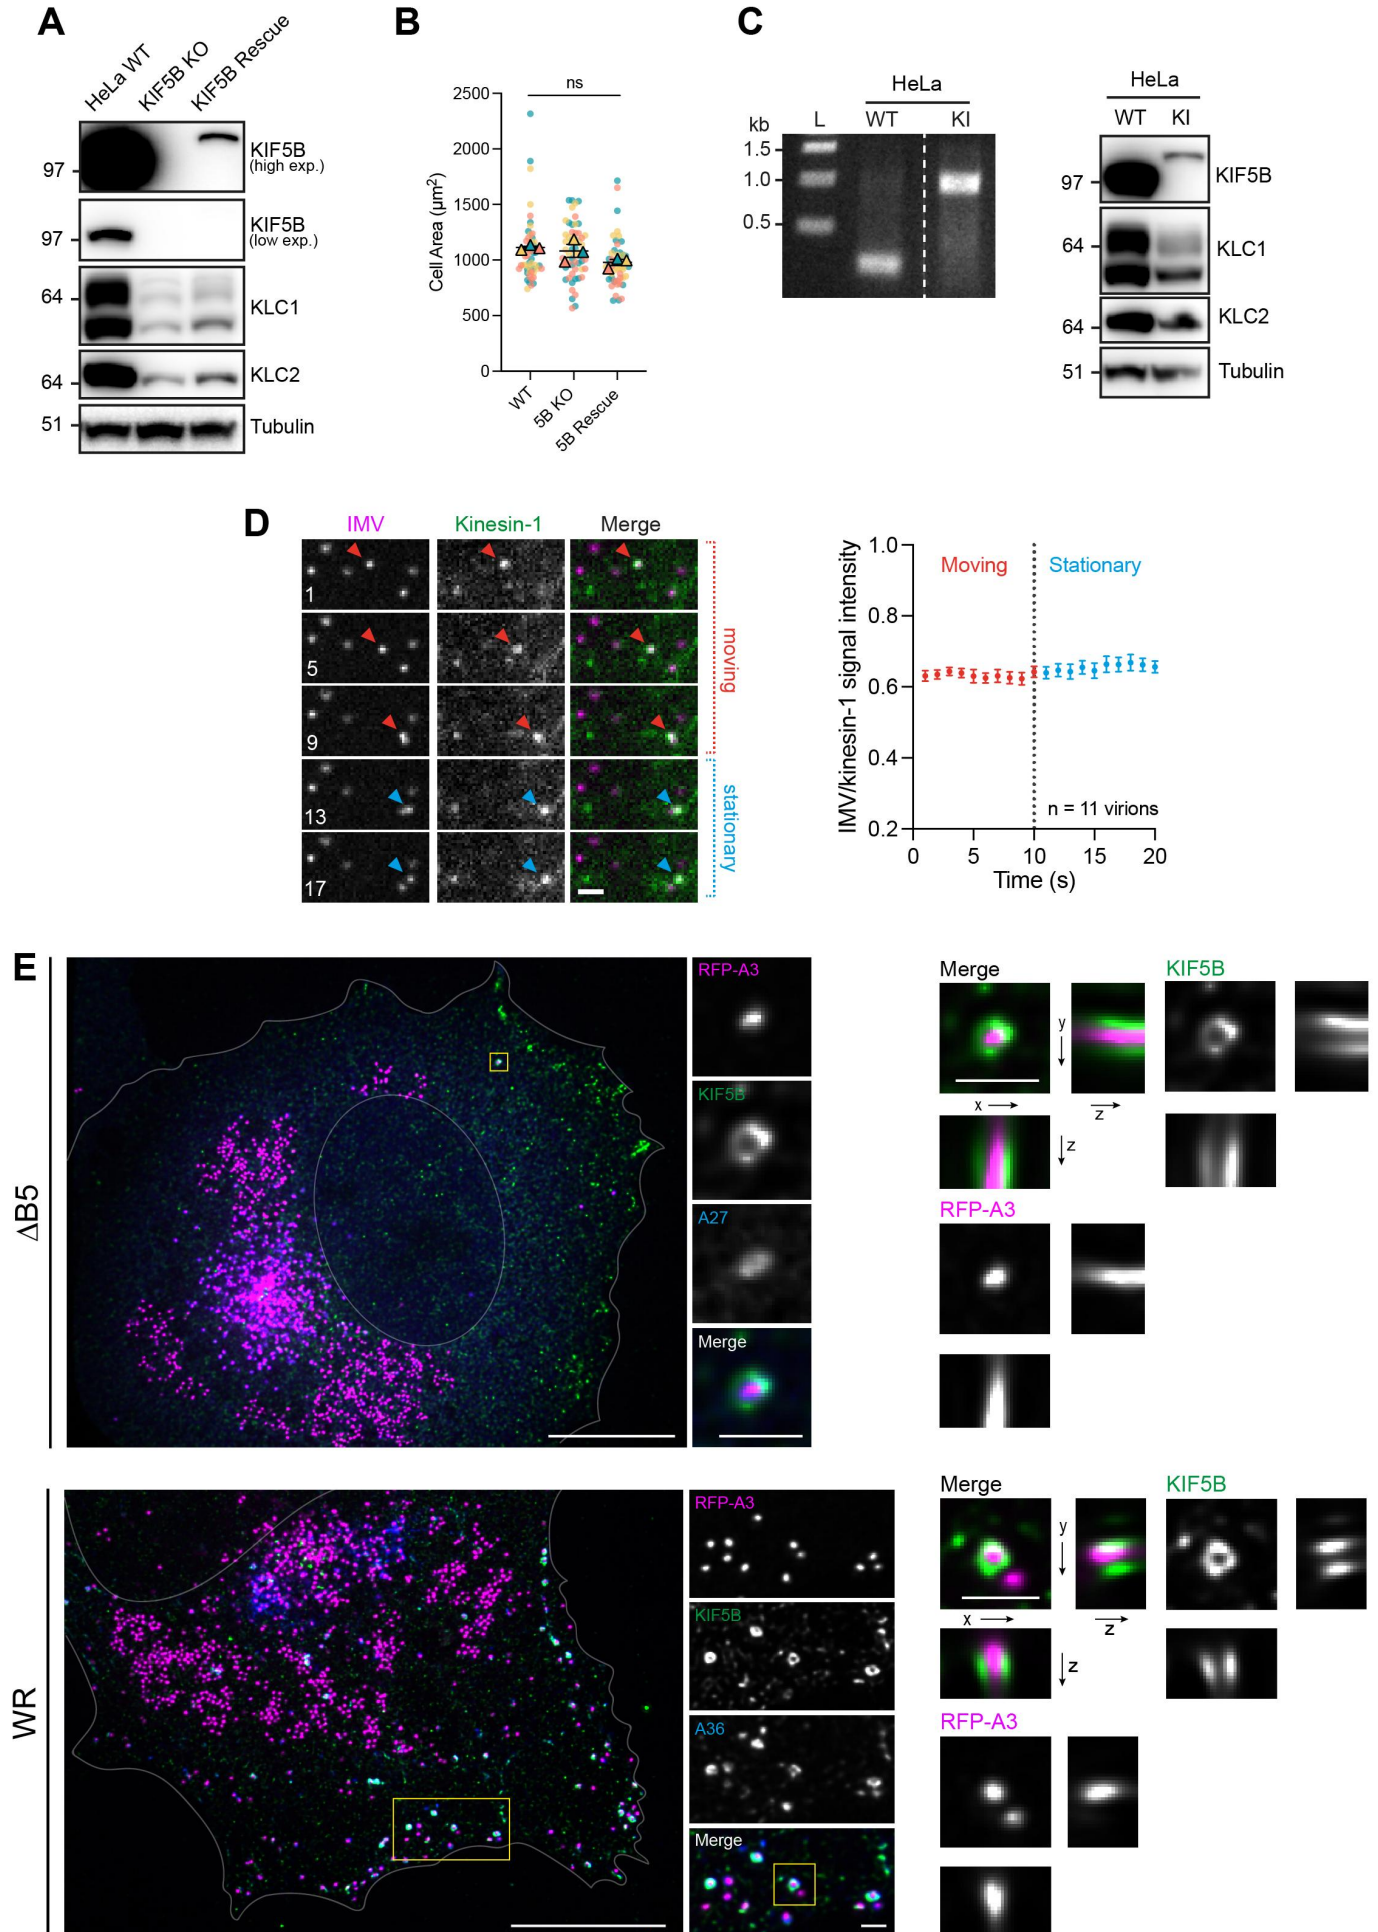 A
HeLa WT
KIF5B KO
KIF5B Rescue
97
KIF5B
(high exp.)
97
KIF5B
(low exp.)
64
KLC1
64
KLC2
51
Tubulin
B
ns
Cell Area (µm²)
2500
2000
1500
1000
500
0
WT
5B KO
5B Rescue
C
HeLa
kb
L
WT
KI
1.5
1.0
0.5
HeLa
WT
KI
97
KIF5B
64
KLC1
64
KLC2
51
Tubulin
D
IMV
Kinesin-1
Merge
1
5
9
13
17
moving
stationary
IMV/kinesin-1 signal intensity
1.0
0.8
0.6
0.4
0.2
Moving
Stationary
n = 11 virions
0
5
10
15
20
Time (s)
E
ΔB5
RFP-A3
KIF5B
A27
Merge
Merge
y
x
z
z
KIF5B
RFP-A3
WR
RFP-A3
KIF5B
A36
Merge
Merge
y
x
z
z
KIF5B
RFP-A3